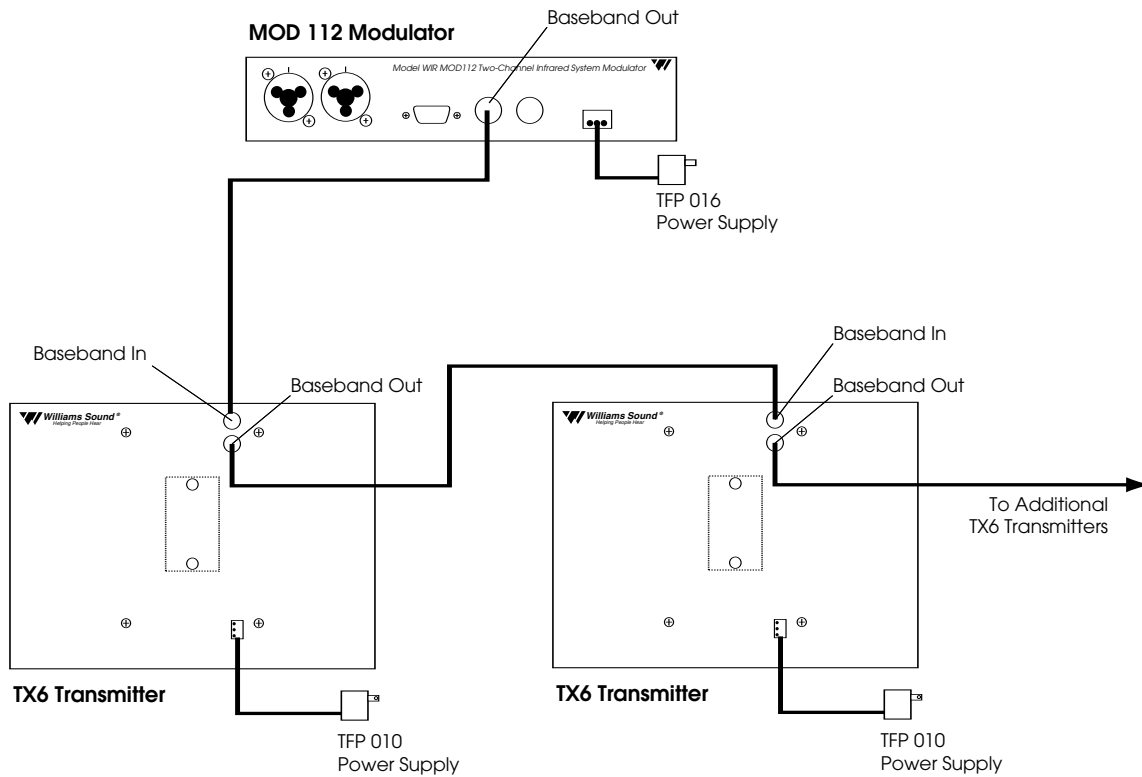 Baseband Out
MOD 112 Modulator
Model WIR MOD112 Two-Channel Infrared System Modulator
TFP 016
Power Supply
Baseband In
Baseband Out
Baseband In
Baseband Out
Williams Sound®
Helping People Hear
Williams Sound®
Helping People Hear
To Additional
TX6 Transmitters
TX6 Transmitter
TX6 Transmitter
TFP 010
Power Supply
TFP 010
Power Supply